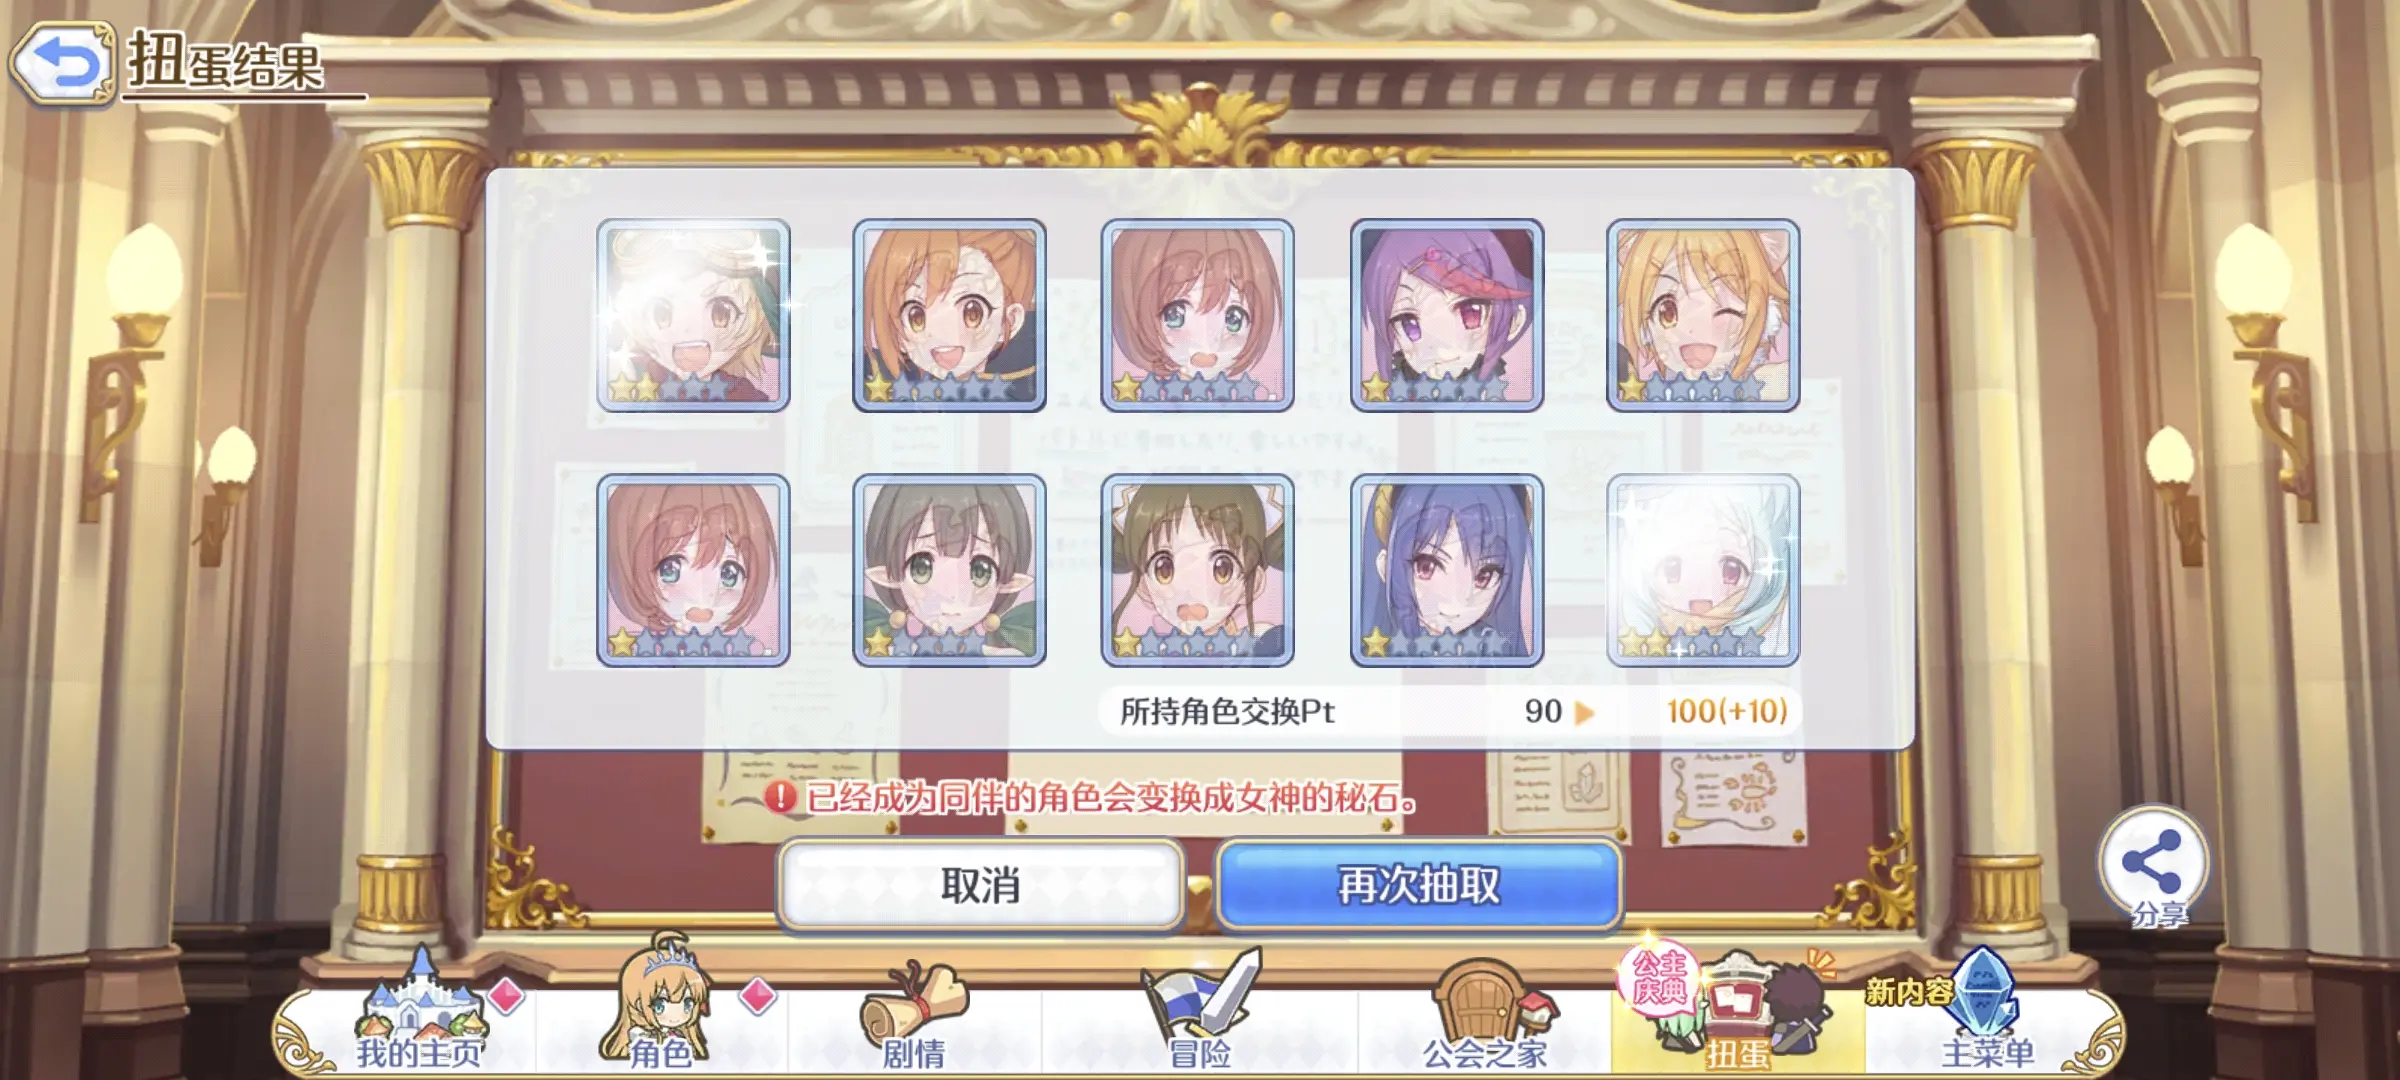 扭蛋结果
所持角色交换Pt 90 100(+10)
已经成为同伴的角色会变换成女神的秘石。
取消
再次抽取
分享
公主
庆典
新内容
我的主页
角色
剧情
冒险
公会之家
扭蛋
主菜单